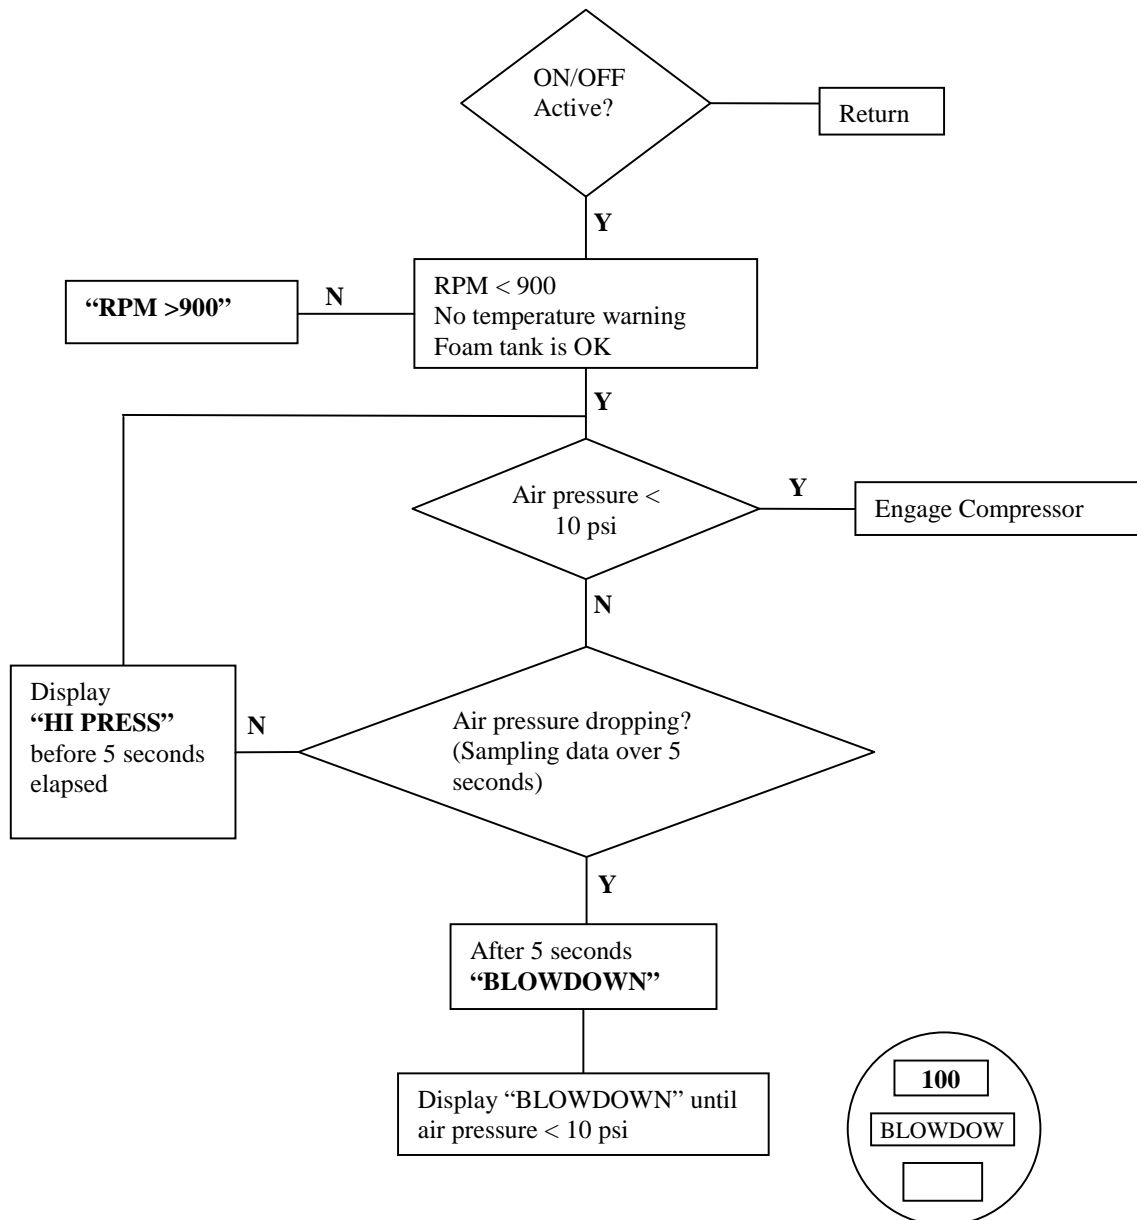 ON/OFF
Active?
Return
Y
RPM < 900
No temperature warning
Foam tank is OK
N
“RPM >900”
Y
Air pressure <
10 psi
Y
Engage Compressor
N
Air pressure dropping?
(Sampling data over 5
seconds)
N
Display
“HI PRESS”
before 5 seconds
elapsed
Y
After 5 seconds
“BLOWDOWN”
Display “BLOWDOWN” until
air pressure < 10 psi
100
BLOWDOW